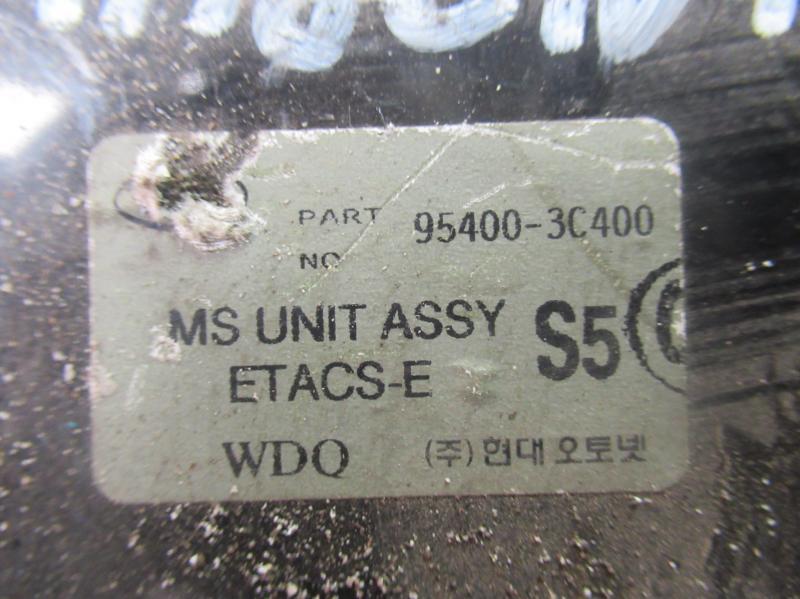 PART NO 95400-3C400
MS UNIT ASSY S5
ETACS-E
WDQ (주)현대 오토넷